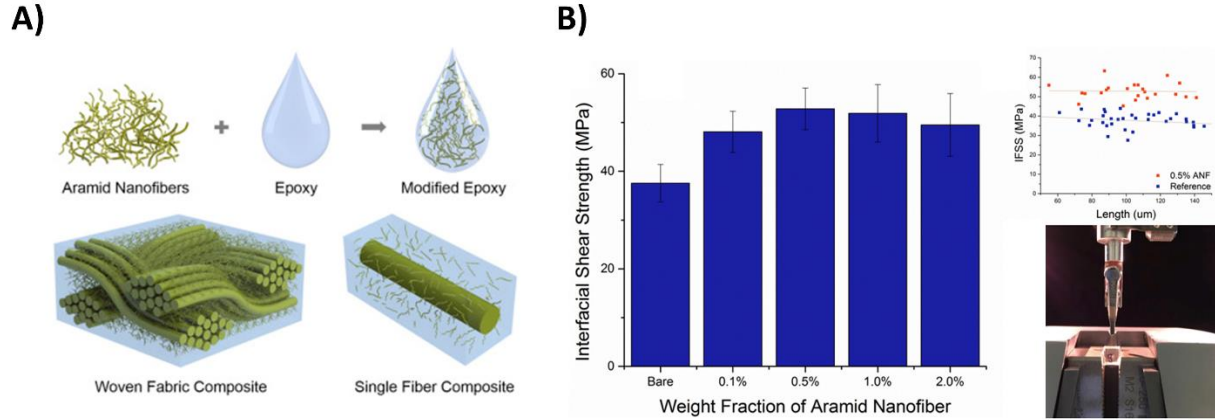 A)
Aramid Nanofibers
+
Epoxy
Modified Epoxy
Woven Fabric Composite
Single Fiber Composite
B)
Interfacial Shear Strength (MPa)
60
40
20
0
Bare
0.1%
0.5%
1.0%
2.0%
Weight Fraction of Aramid Nanofiber
IFSS (MPa)
70
60
50
40
30
20
10
0
0.5% ANF
Reference
60
80
100
120
140
Length (um)